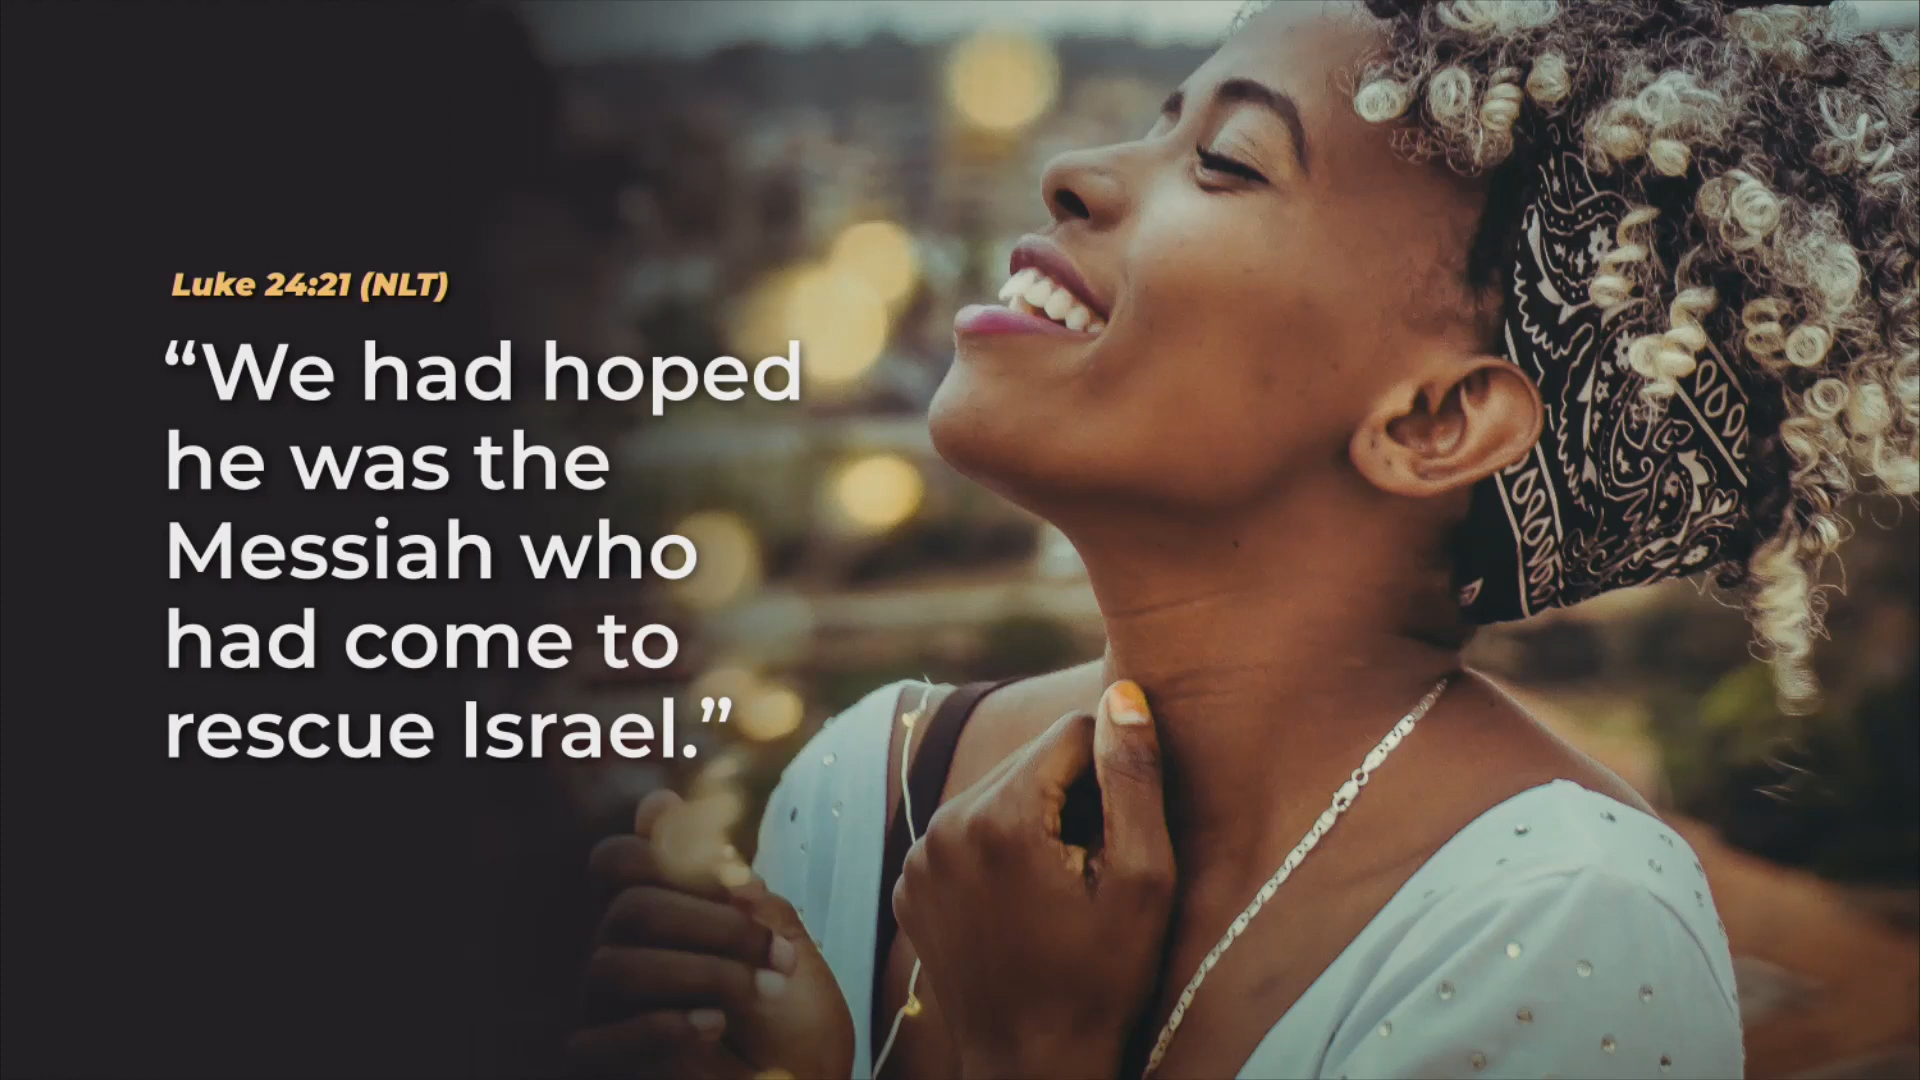 Luke 24:21 (NLT)
“We had hoped
he was the
Messiah who
had come to
rescue Israel.”